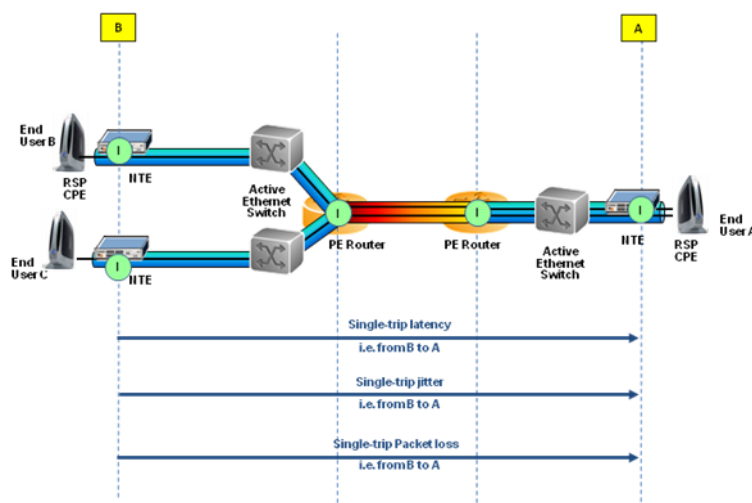 B
A
End
User B
RSP
CPE
I
NTE
Active
Ethernet
Switch
I
PE Router
I
PE Router
Active
Ethernet
Switch
I
NTE
RSP
CPE
End
User A
End
User C
I
NTE
Single-trip latency
i.e. from B to A
Single-trip jitter
i.e. from B to A
Single-trip Packet loss
i.e. from B to A